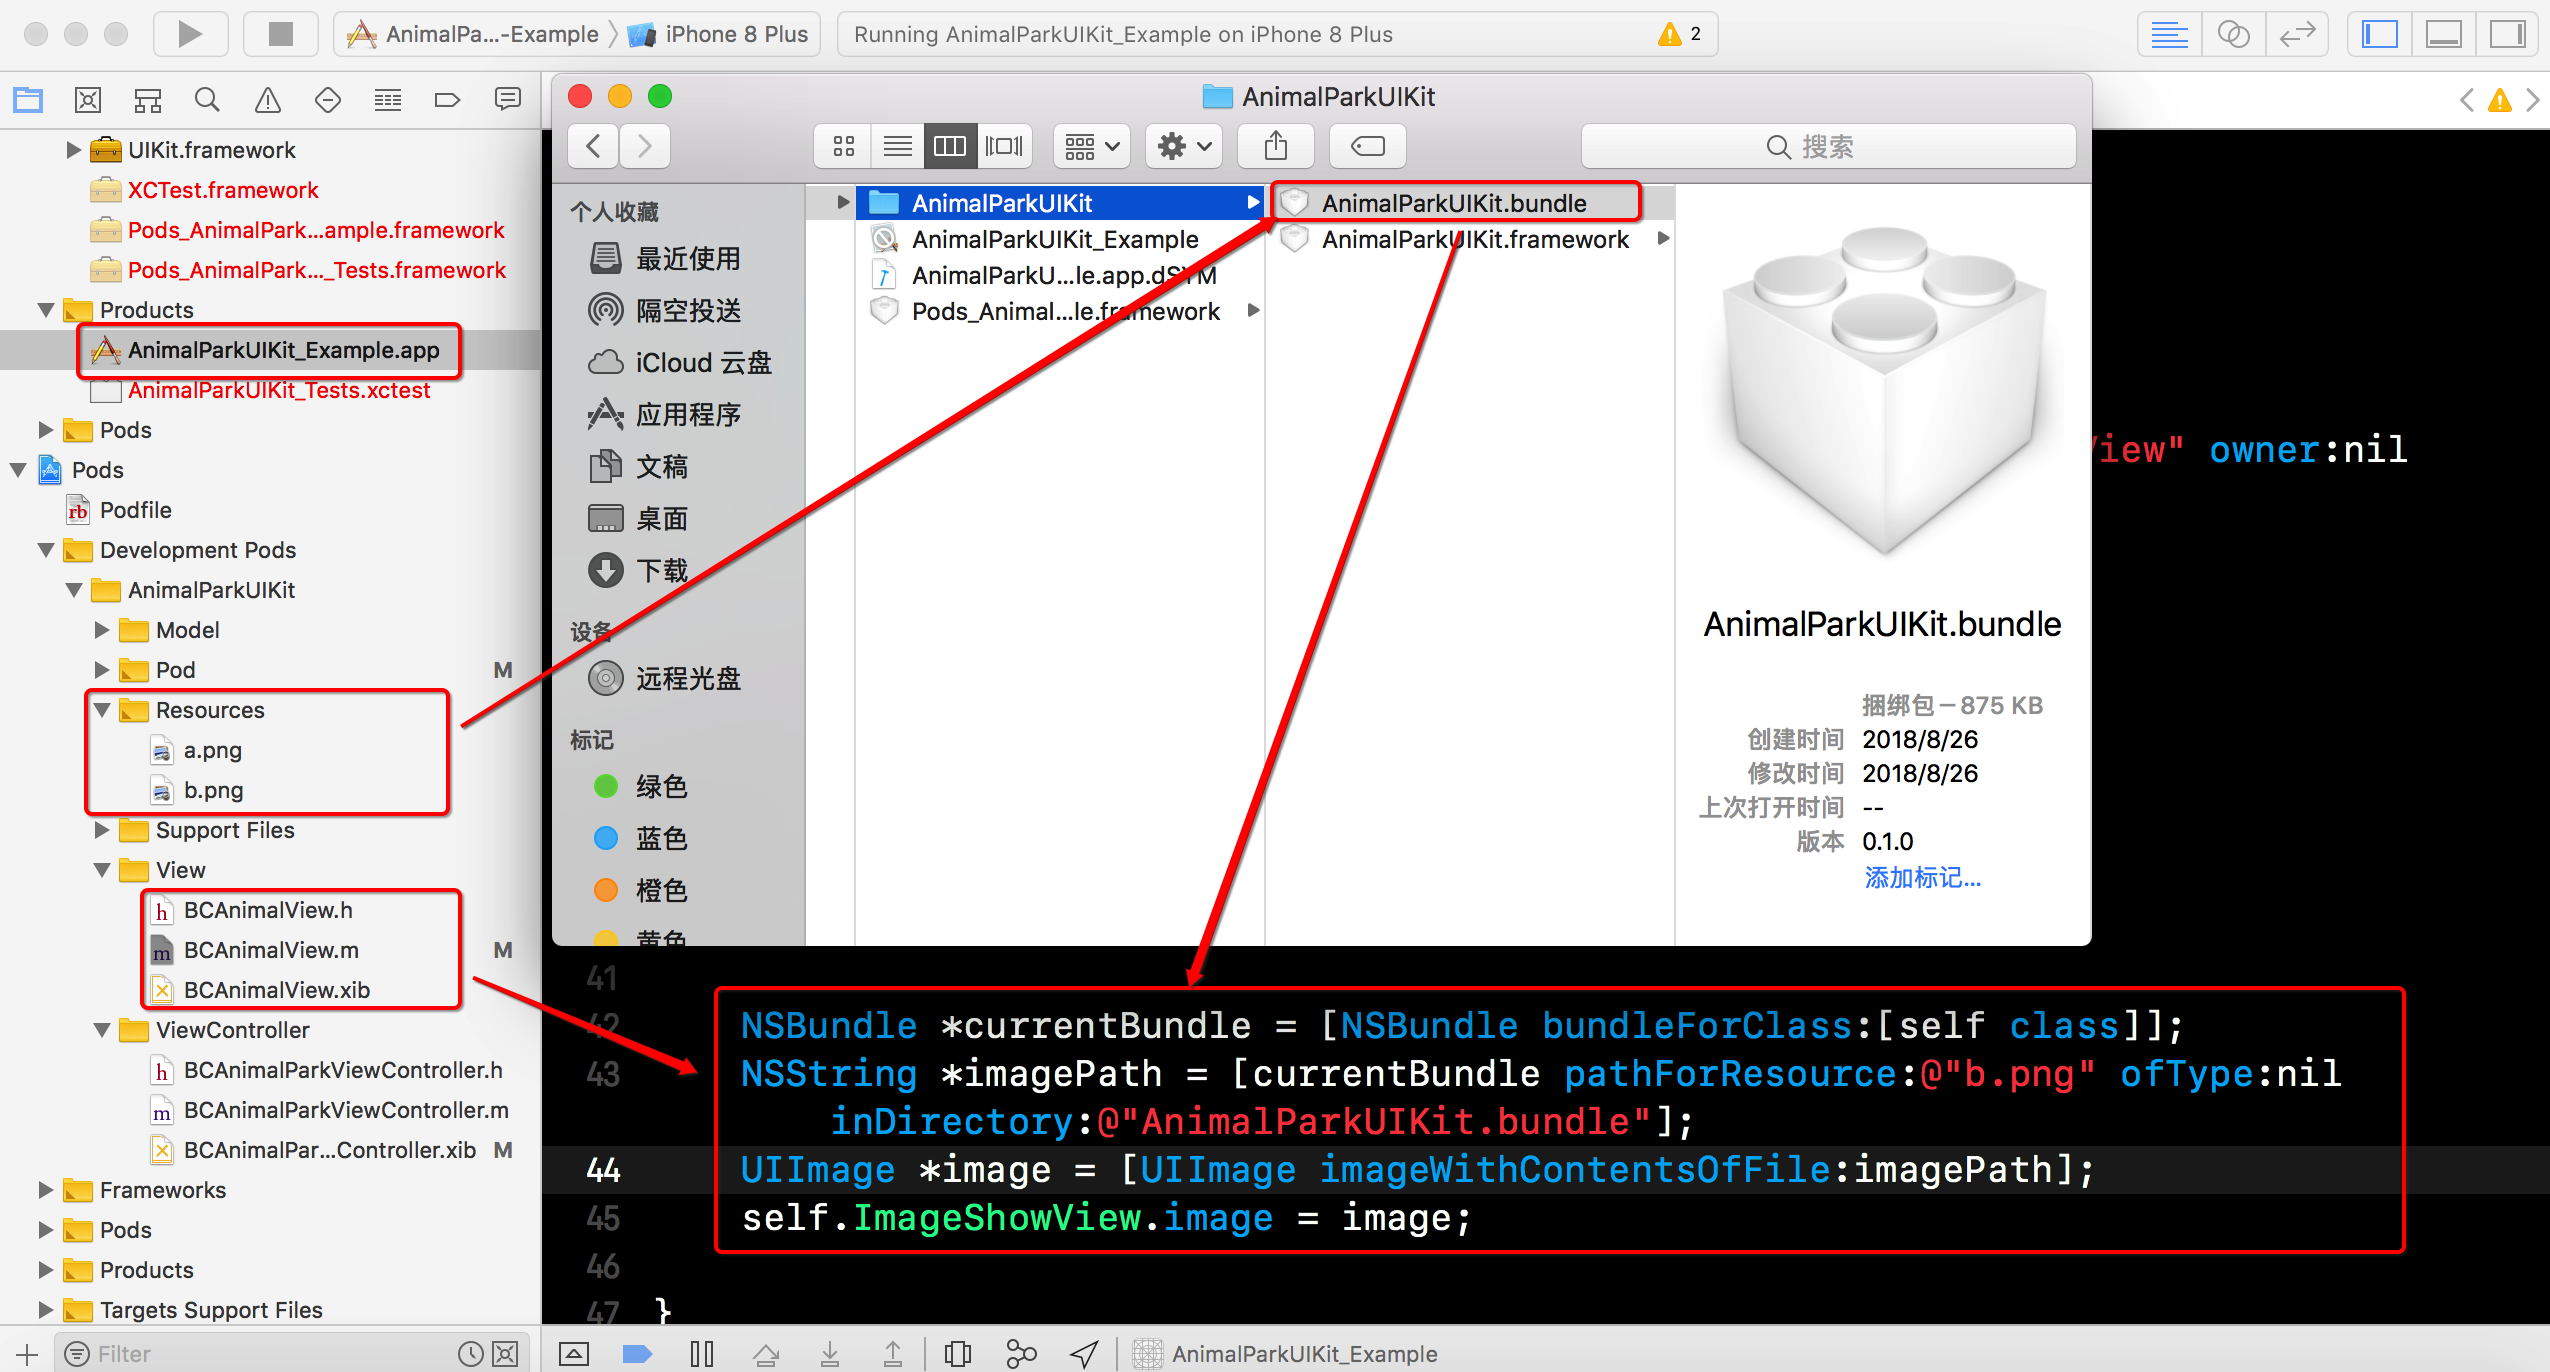 AnimalPa...-Example
iPhone 8 Plus
Running AnimalParkUIKit_Example on iPhone 8 Plus
2
UIKit.framework
XCTest.framework
Pods_AnimalPark...ample.framework
Pods_AnimalPark..._Tests.framework
Products
AnimalParkUIKit_Example.app
AnimalParkUIKit_Tests.xctest
Pods
Pods
rb Podfile
Development Pods
AnimalParkUIKit
Model
Pod M
Resources
a.png
b.png
Support Files
View
h BCAnimalView.h
m BCAnimalView.m M
BCAnimalView.xib
ViewController
h BCAnimalParkViewController.h
m BCAnimalParkViewController.m
BCAnimalPar...Controller.xib M
Frameworks
Pods
Products
Targets Support Files
Filter
AnimalParkUIKit
搜索
个人收藏
最近使用
隔空投送
iCloud 云盘
应用程序
文稿
桌面
下载
设备
远程光盘
标记
绿色
蓝色
橙色
黄色
AnimalParkUIKit
AnimalParkUIKit_Example
AnimalParkU...le.app.dSYM
Pods_Animal...le.framework
AnimalParkUIKit.bundle
AnimalParkUIKit.framework
AnimalParkUIKit.bundle
捆绑包 – 875 KB
创建时间 2018/8/26
修改时间 2018/8/26
上次打开时间 --
版本 0.1.0
添加标记...
View" owner:nil
41
42 NSBundle *currentBundle = [NSBundle bundleForClass:[self class]];
43 NSString *imagePath = [currentBundle pathForResource:@"b.png" ofType:nil
inDirectory:@"AnimalParkUIKit.bundle"];
44 UIImage *image = [UIImage imageWithContentsOfFile:imagePath];
45 self.ImageShowView.image = image;
46
47 }
AnimalParkUIKit_Example